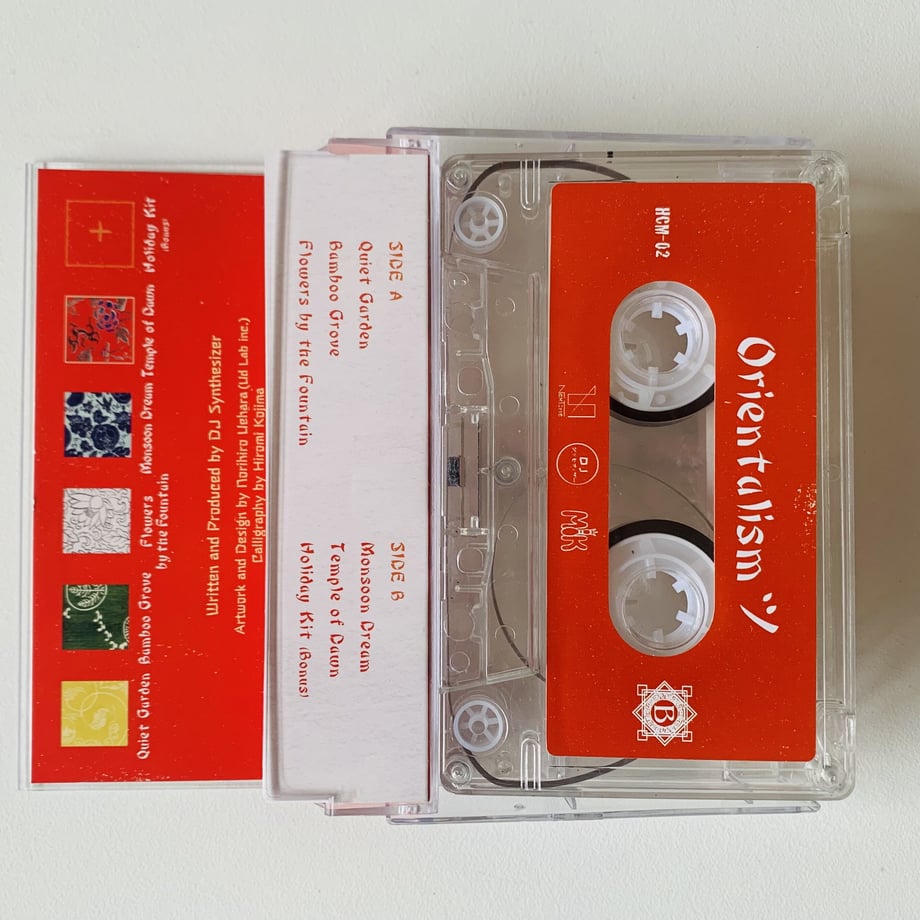 Quiet Garden
Bamboo Grove
Flowers
by the Fountain
Monsoon Dream
Temple of Dawn
Holiday Kit
(Bonus)
Written and Produced by DJ Synthesizer
Artwork and Design by Norihiro Uehara (Ud Lab inc.)
Calligraphy by Hiromi Kojima
SIDE A
Quiet Garden
Bamboo Grove
Flowers by the Fountain
SIDE B
Monsoon Dream
Temple of Dawn
Holiday Kit (Bonus)
HCM-02
Orientalism ツ
DJ
B